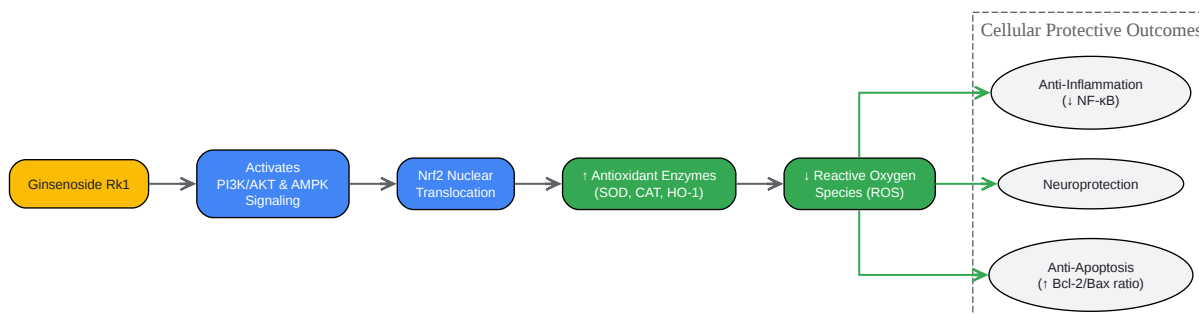 Cellular Protective Outcomes
Ginsenoside Rk1
Activates
PI3K/AKT & AMPK
Signaling
Nrf2 Nuclear
Translocation
↑ Antioxidant Enzymes
(SOD, CAT, HO-1)
↓ Reactive Oxygen
Species (ROS)
Anti-Inflammation
(↓ NF-κB)
Neuroprotection
Anti-Apoptosis
(↑ Bcl-2/Bax ratio)